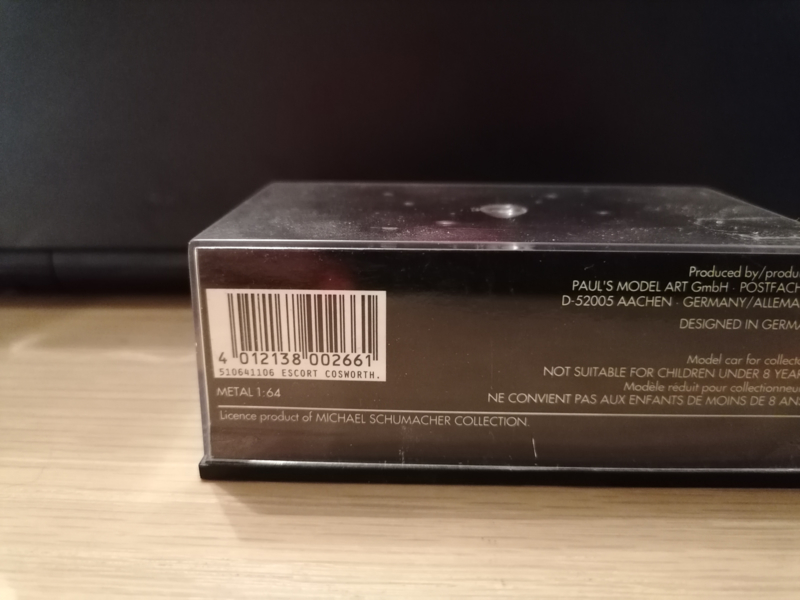 4 012138 002661
510641106 ESCORT COSWORTH.
METAL 1:64
Licence product of MICHAEL SCHUMACHER COLLECTION.
Produced by/produ
PAUL'S MODEL ART GmbH · POSTFACH
D-52005 AACHEN · GERMANY/ALLEMA
DESIGNED IN GERMA
Model car for collecto
NOT SUITABLE FOR CHILDREN UNDER 8 YEAR
Modèle réduit pour collectionneu
NE CONVIENT PAS AUX ENFANTS DE MOINS DE 8 ANS